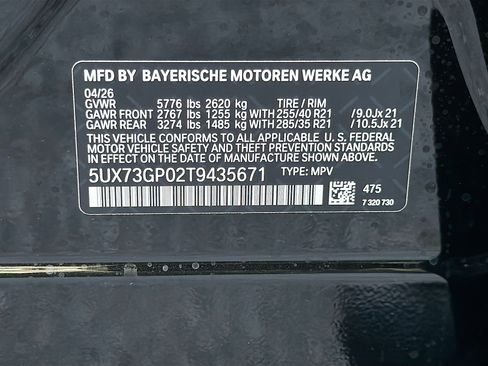 MFD BY BAYERISCHE MOTOREN WERKE AG
04/26
GVWR 5776 lbs 2620 kg TIRE / RIM
GAWR FRONT 2767 lbs 1255 kg WITH 255/40 R21 /9.0Jx 21
GAWR REAR 3274 lbs 1485 kg WITH 285/35 R21 /10.5Jx 21
THIS VEHICLE CONFORMS TO ALL APPLICABLE U. S. FEDERAL
MOTOR VEHICLE SAFETY AND THEFT PREVENTION STANDARDS
IN EFFECT ON THE DATE OF MANUFACTURE SHOWN ABOVE.
5UX73GP02T9435671 TYPE: MPV
475
7 320 730